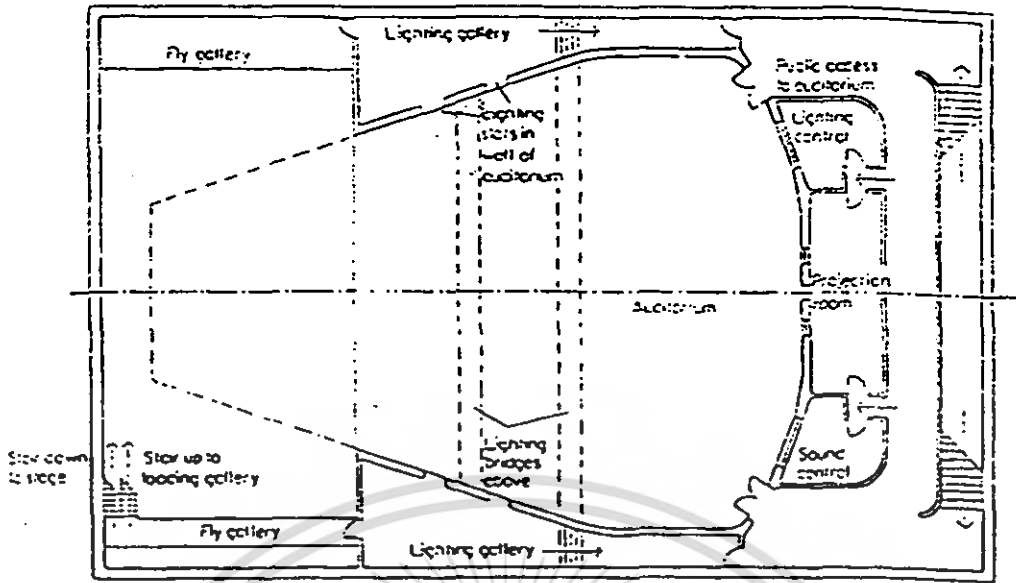 Lighting gallery
Fly gallery
Public access
to auditorium
Lighting
control
Lighting
slots in
wall of
auditorium
Projection
room
Auditorium
Stair down
to stage
Stair up to
loading gallery
Lighting
bridges
above
Sound
control
Fly gallery
Lighting gallery